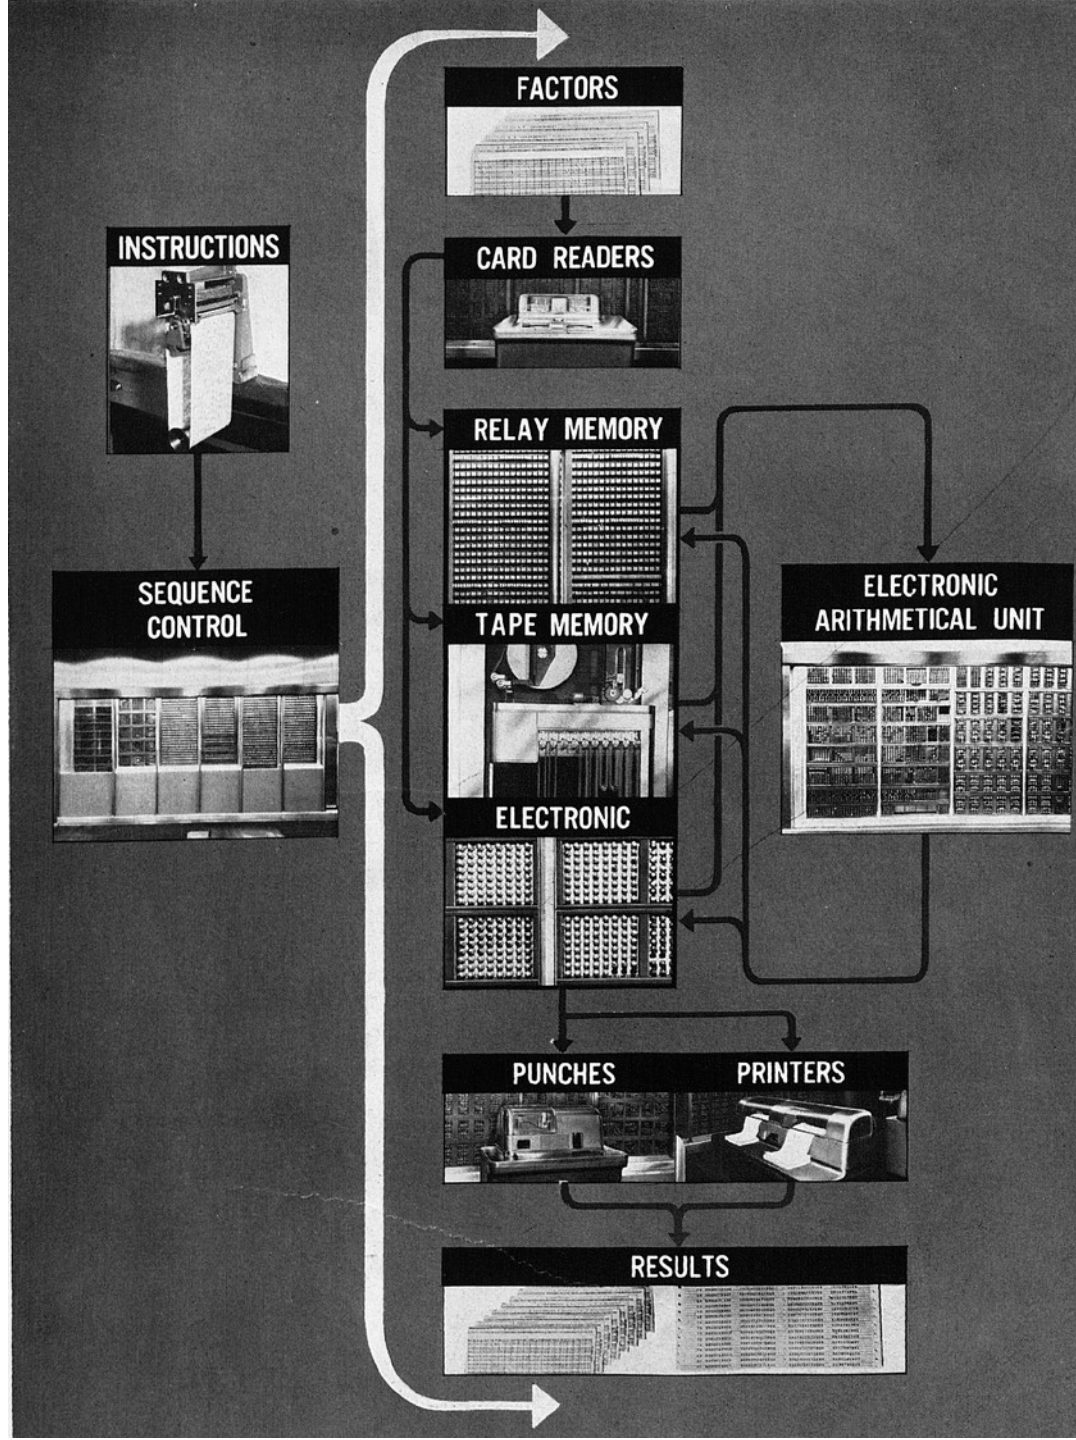 FACTORS
INSTRUCTIONS
CARD READERS
RELAY MEMORY
SEQUENCE
CONTROL
TAPE MEMORY
ELECTRONIC
ARITHMETICAL UNIT
ELECTRONIC
PUNCHES
PRINTERS
RESULTS